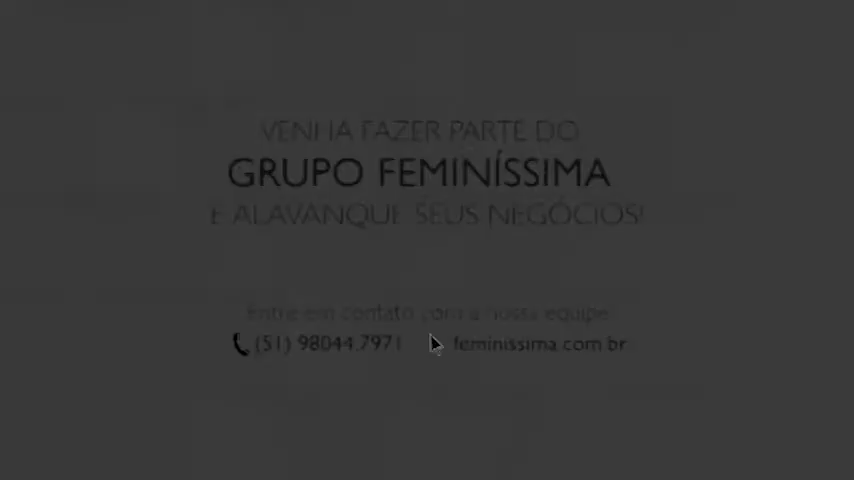 VENHA FAZER PARTE DO
GRUPO FEMINÍSSIMA
E ALAVANQUE SEUS NEGÓCIOS!
Entre em contato com a nossa equipe
(51) 98044.7971 feminissima.com.br